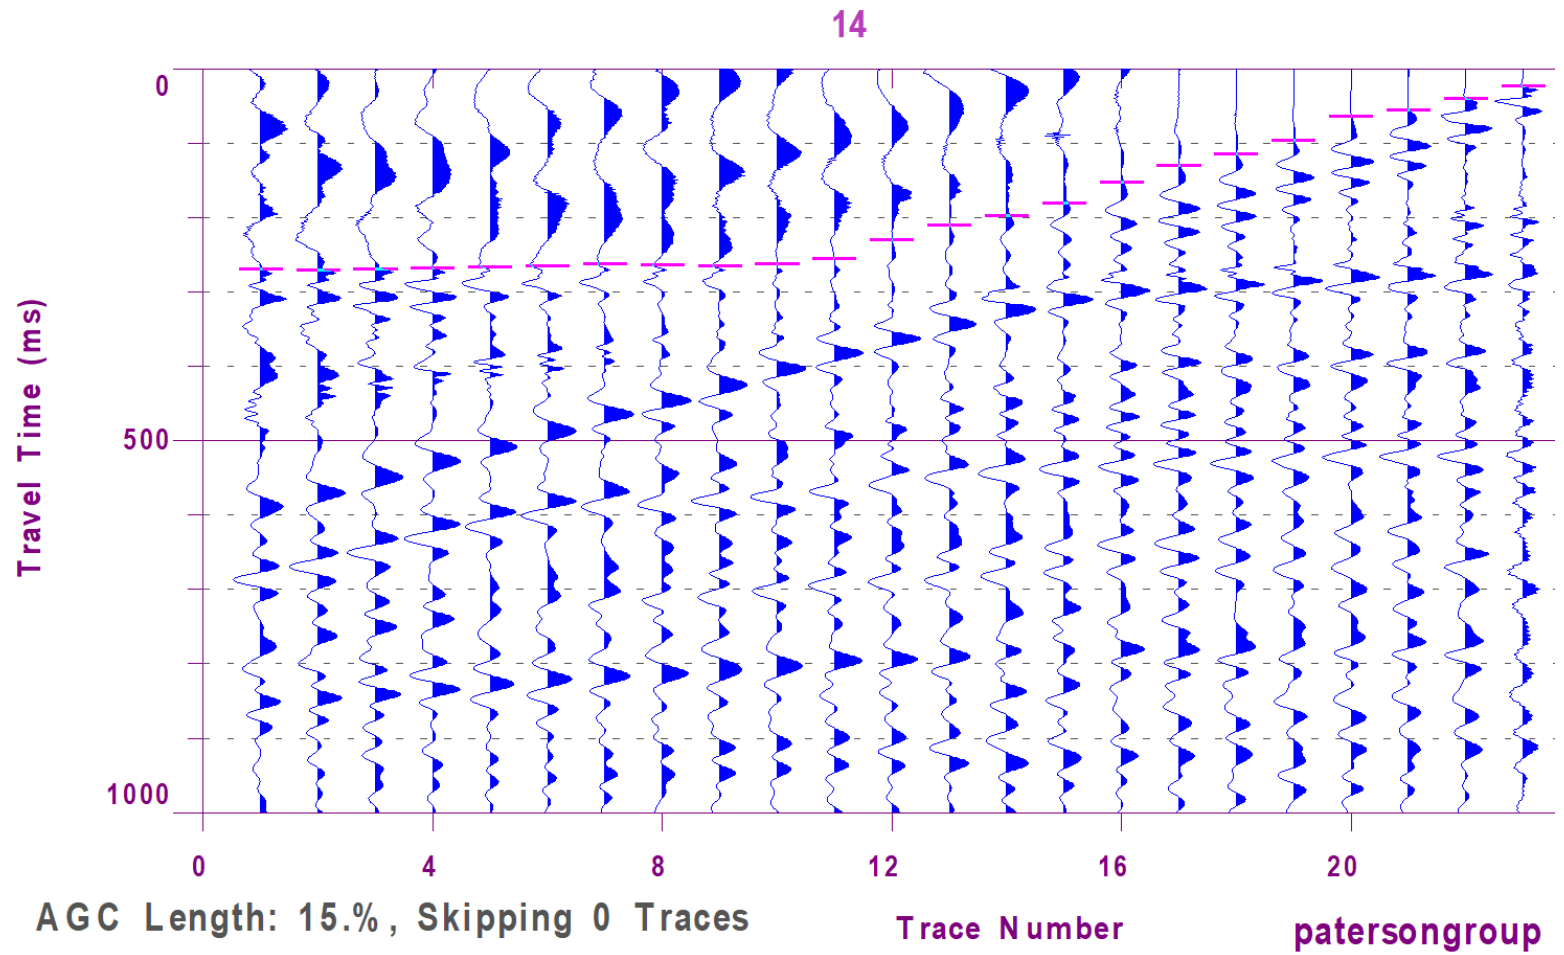 14
0
500
1000
Travel Time (ms)
0 4 8 12 16 20
AGC Length: 15.%, Skipping 0 Traces
Trace Number
patersongroup